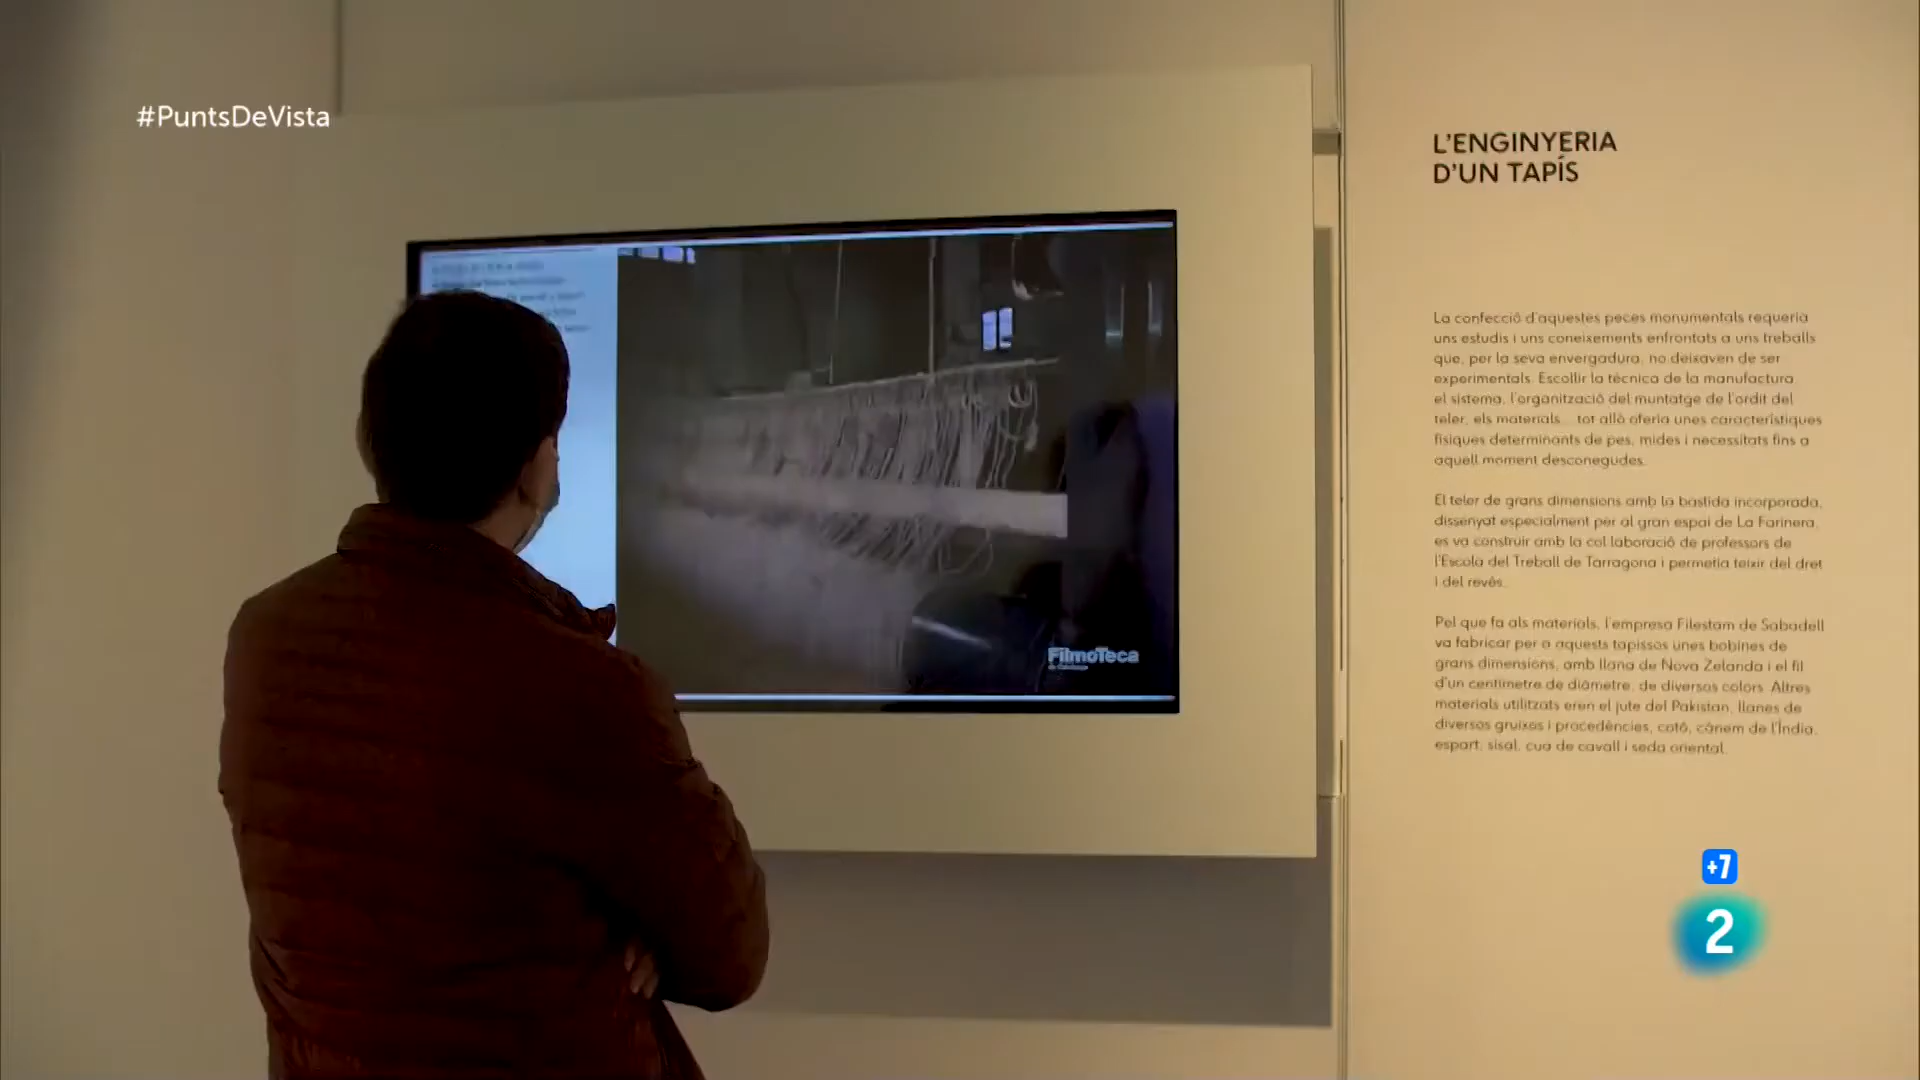 #PuntsDeVista
L'ENGINYERIA
D'UN TAPÍS
La confecció d'aquestes peces monumentals requeria
uns estudis i uns coneixements enfrontats a uns treballs
que, per la seva envergadura, no deixaven de ser
experimentals. Escollir la tècnica de la manufactura,
el sistema, l'organització del muntatge de l'ordit del
teler, els materials... tot allò oferia unes característiques
físiques determinants de pes, mides i necessitats fins a
aquell moment desconegudes.
El teler de grans dimensions amb la bastida incorporada,
dissenyat especialment per al gran espai de La Farinera,
es va construir amb la col·laboració de professors de
l'Escola del Treball de Tarragona i permetia teixir del dret
i del revés.
Pel que fa als materials, l'empresa Filestam de Sabadell
va fabricar per a aquests tapissos unes bobines de
grans dimensions, amb llana de Nova Zelanda i el fil
d'un centímetre de diàmetre, de diversos colors. Altres
materials utilitzats eren el jute del Pakistan, llanes de
diversos gruixos i procedències, cotó, cànem de l'Índia,
espart, sisal, cua de cavall i seda oriental.
FilmoTeca
de Catalunya
+7
2